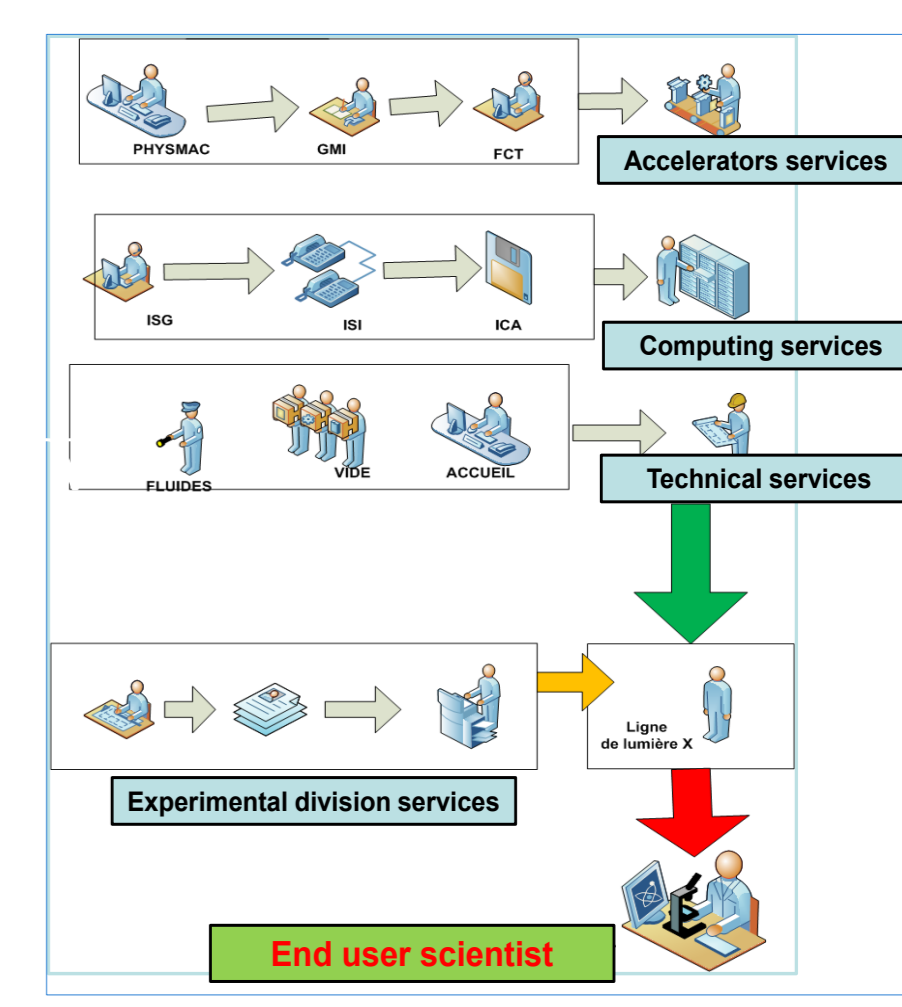 PHYSMAC
GMI
FCT
Accelerators services
ISG
ISI
ICA
Computing services
FLUIDES
VIDE
ACCUEIL
Technical services
Ligne
de lumière X
Experimental division services
End user scientist